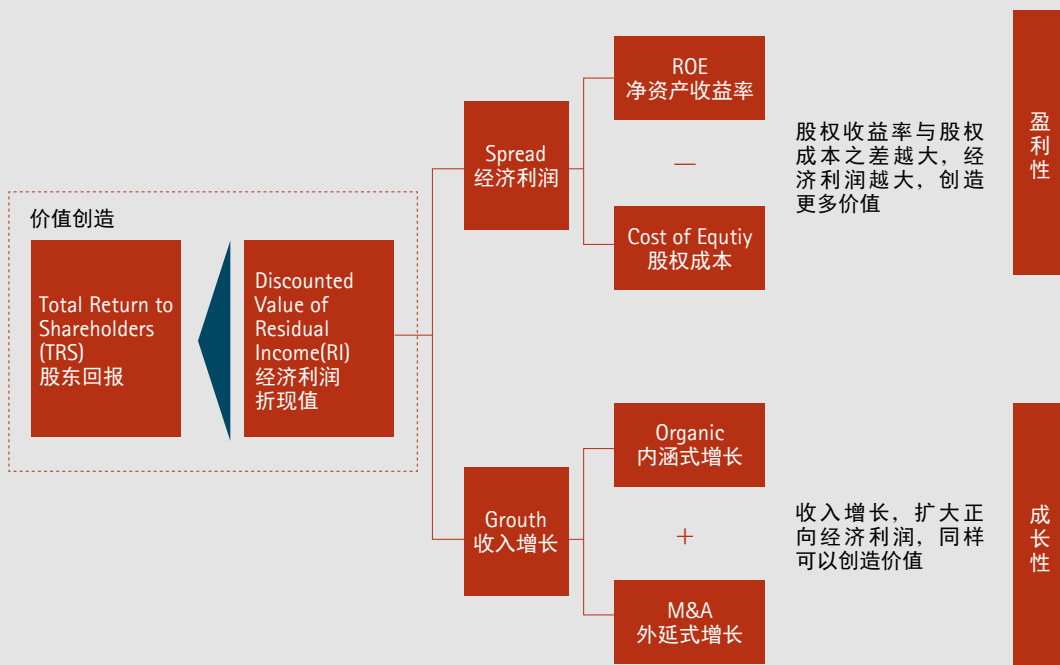 价值创造
Total Return to
Shareholders
(TRS)
股东回报
Discounted
Value of
Residual
Income(RI)
经济利润
折现值
Spread
经济利润
ROE
净资产收益率
—
Cost of Equtiy
股权成本
股权收益率与股权
成本之差越大，经
济利润越大，创造
更多价值
盈利性
Grouth
收入增长
Organic
内涵式增长
+
M&A
外延式增长
收入增长，扩大正
向经济利润，同样
可以创造价值
成长性